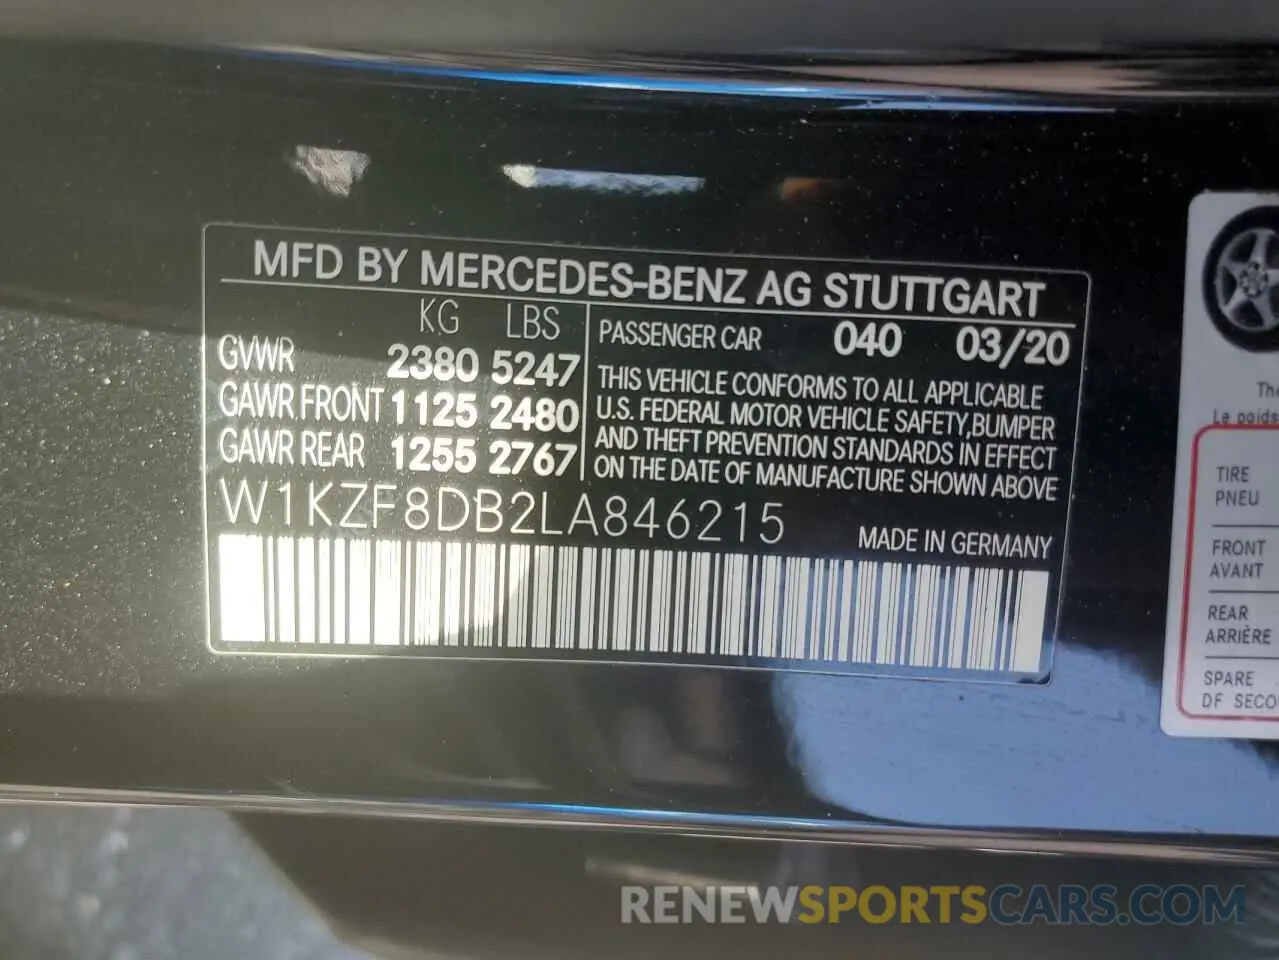 MFD BY MERCEDES-BENZ AG STUTTGART
KG LBS
GVWR 2380 5247
GAWR FRONT 1125 2480
GAWR REAR 1255 2767
PASSENGER CAR 040 03/20
THIS VEHICLE CONFORMS TO ALL APPLICABLE
U.S. FEDERAL MOTOR VEHICLE SAFETY, BUMPER
AND THEFT PREVENTION STANDARDS IN EFFECT
ON THE DATE OF MANUFACTURE SHOWN ABOVE
W1KZF8DB2LA846215
MADE IN GERMANY
Le poids
TIRE
PNEU
FRONT
AVANT
REAR
ARRIÈRE
SPARE
RENEWSPORTSCARS.COM